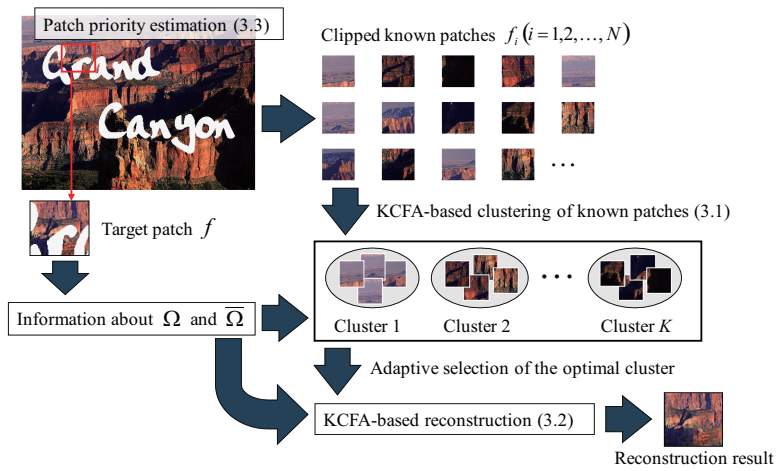 Patch priority estimation (3.3)
Clipped known patches f_i (i = 1,2,…, N)
Grand
Canyon
KCFA-based clustering of known patches (3.1)
Target patch f
…
Information about Ω and Ω̅
Cluster 1
Cluster 2
…
Cluster K
Adaptive selection of the optimal cluster
KCFA-based reconstruction (3.2)
Reconstruction result